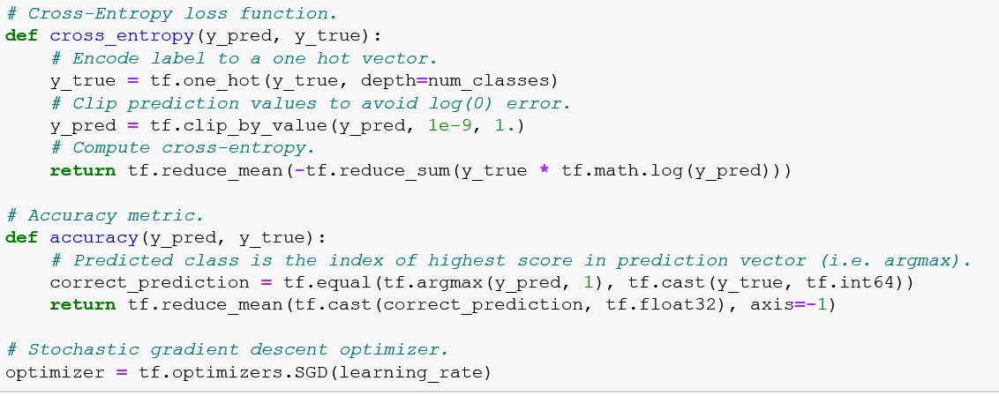 # Cross-Entropy loss function.
def cross_entropy(y_pred, y_true):
    # Encode label to a one hot vector.
    y_true = tf.one_hot(y_true, depth=num_classes)
    # Clip prediction values to avoid log(0) error.
    y_pred = tf.clip_by_value(y_pred, 1e-9, 1.)
    # Compute cross-entropy.
    return tf.reduce_mean(-tf.reduce_sum(y_true * tf.math.log(y_pred)))

# Accuracy metric.
def accuracy(y_pred, y_true):
    # Predicted class is the index of highest score in prediction vector (i.e. argmax).
    correct_prediction = tf.equal(tf.argmax(y_pred, 1), tf.cast(y_true, tf.int64))
    return tf.reduce_mean(tf.cast(correct_prediction, tf.float32), axis=-1)

# Stochastic gradient descent optimizer.
optimizer = tf.optimizers.SGD(learning_rate)